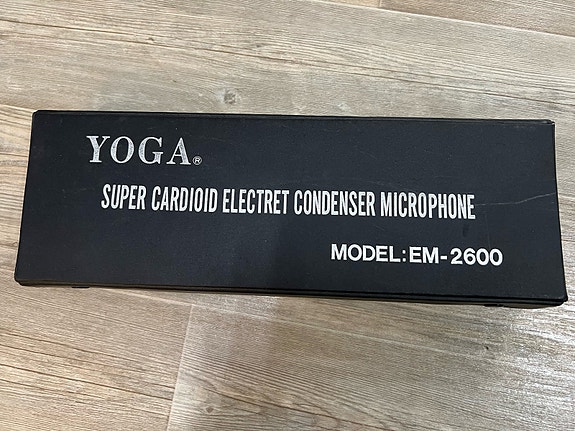 YOGA®
SUPER CARDIOID ELECTRET CONDENSER MICROPHONE
MODEL:EM-2600